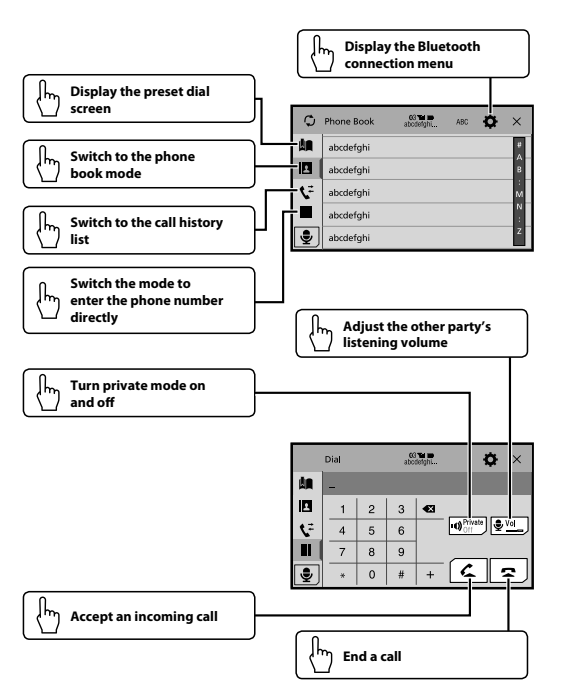 Display the Bluetooth
connection menu
Display the preset dial
screen
Switch to the phone
book mode
Switch to the call history
list
Switch the mode to
enter the phone number
directly
Phone Book
abcdefghi...
ABC
abcdefghi
abcdefghi
abcdefghi
abcdefghi
abcdefghi
#
A
B
:
M
N
:
Z
Adjust the other party's
listening volume
Turn private mode on
and off
Dial
abcdefghi...
_
1 2 3
4 5 6
7 8 9
* 0 # +
Private
Off
Vol
Accept an incoming call
End a call